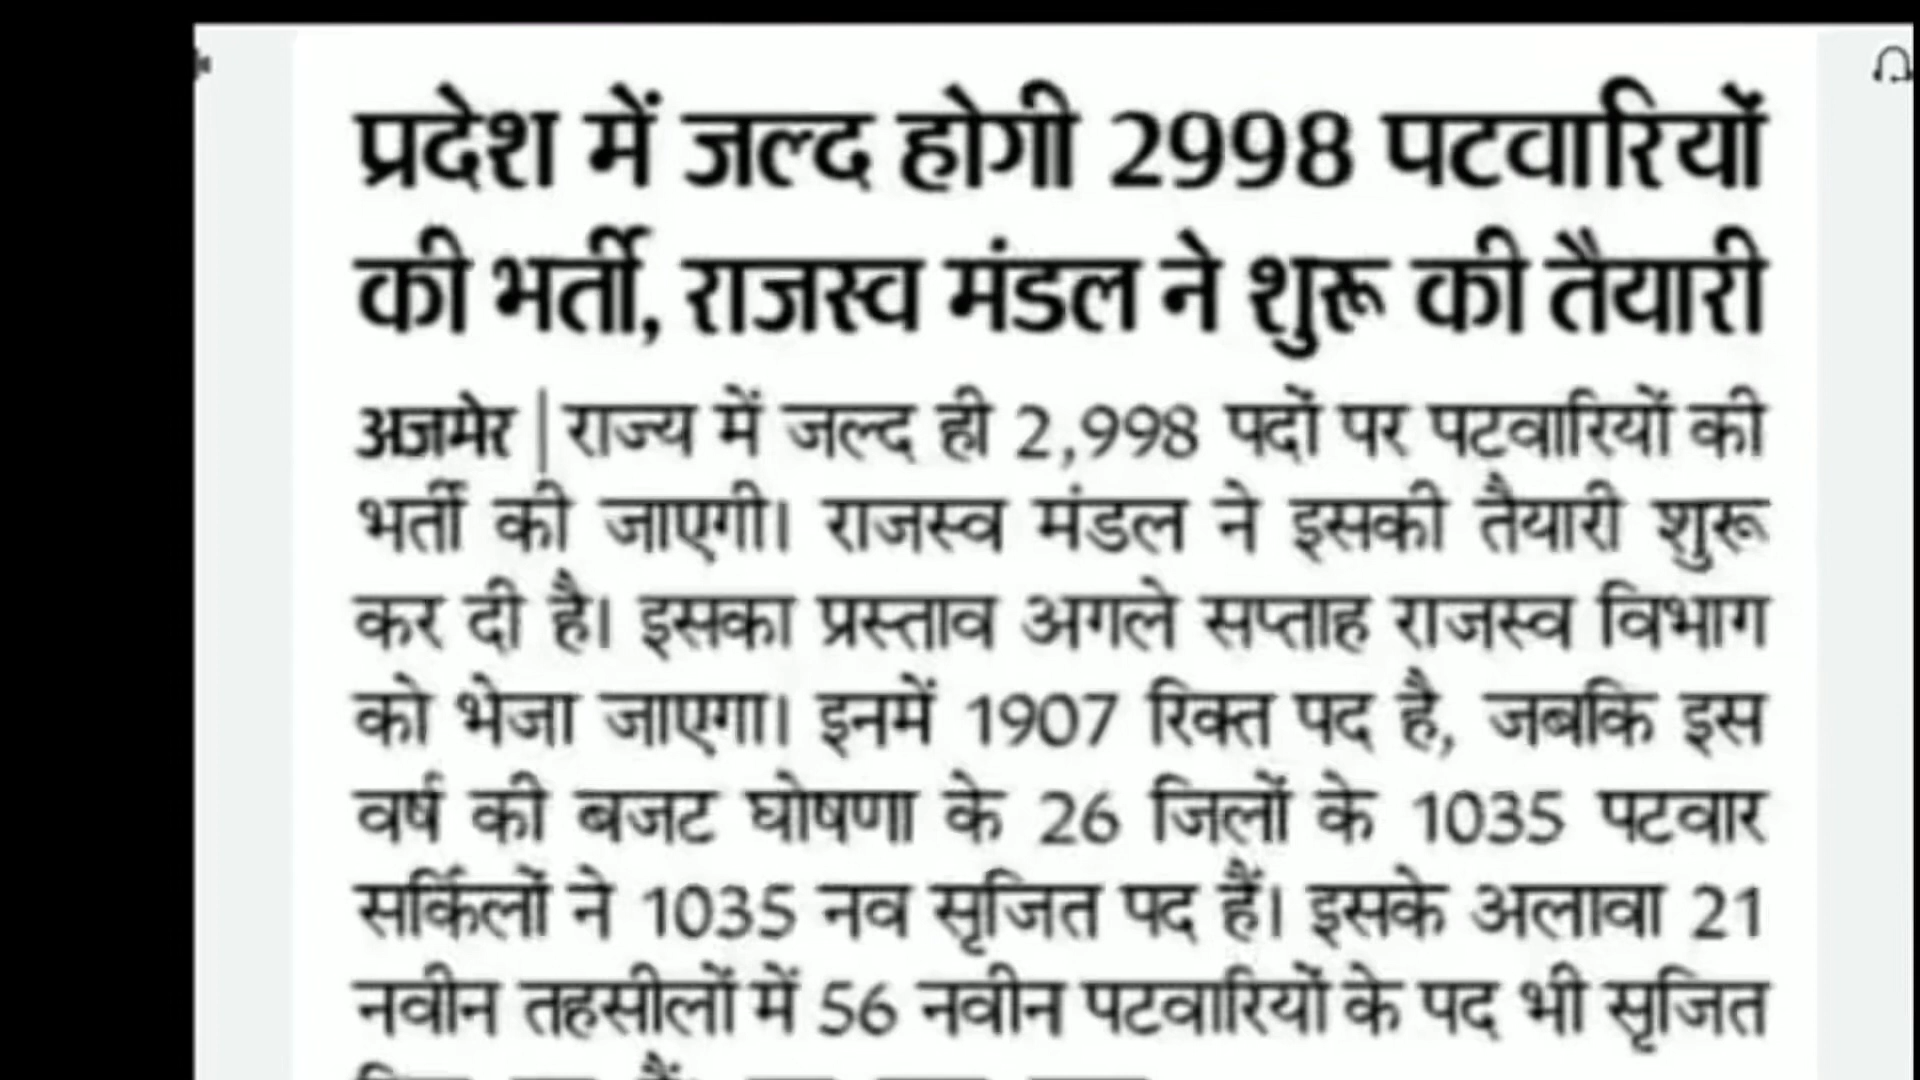 प्रदेश में जल्द होगी 2998 पटवारियों
की भर्ती, राजस्व मंडल ने शुरू की तैयारी
अजमेर | राज्य में जल्द ही 2,998 पदों पर पटवारियों की
भर्ती की जाएगी। राजस्व मंडल ने इसकी तैयारी शुरू
कर दी है। इसका प्रस्ताव अगले सप्ताह राजस्व विभाग
को भेजा जाएगा। इनमें 1907 रिक्त पद है, जबकि इस
वर्ष की बजट घोषणा के 26 जिलों के 1035 पटवार
सर्किलों ने 1035 नव सृजित पद हैं। इसके अलावा 21
नवीन तहसीलों में 56 नवीन पटवारियों के पद भी सृजित